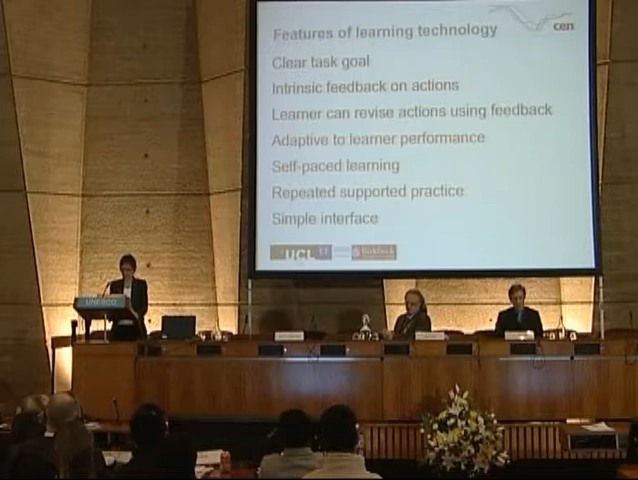 Features of learning technology
cen
Clear task goal
Intrinsic feedback on actions
Learner can revise actions using feedback
Adaptive to learner performance
Self-paced learning
Repeated supported practice
Simple interface
UCL
Birkbeck
UNESCO